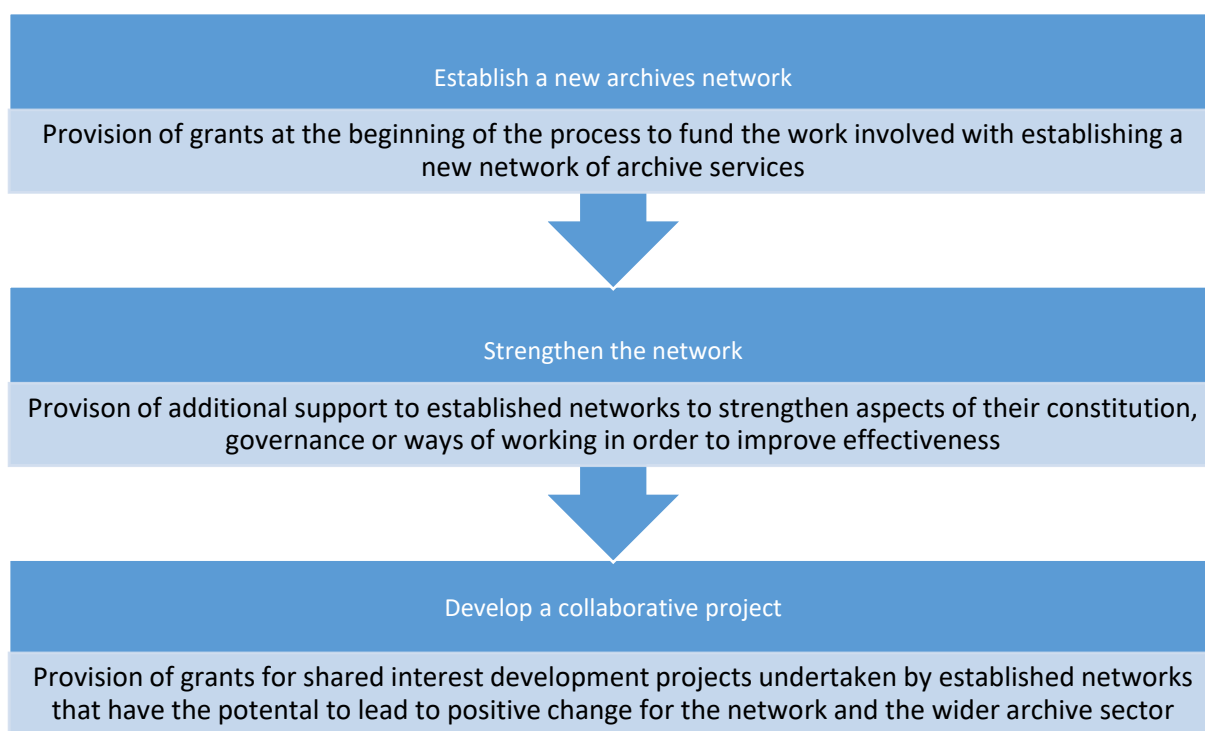 Establish a new archives network
Provision of grants at the beginning of the process to fund the work involved with establishing a
new network of archive services
Strengthen the network
Provison of additional support to established networks to strengthen aspects of their constitution,
governance or ways of working in order to improve effectiveness
Develop a collaborative project
Provision of grants for shared interest development projects undertaken by established networks
that have the potental to lead to positive change for the network and the wider archive sector